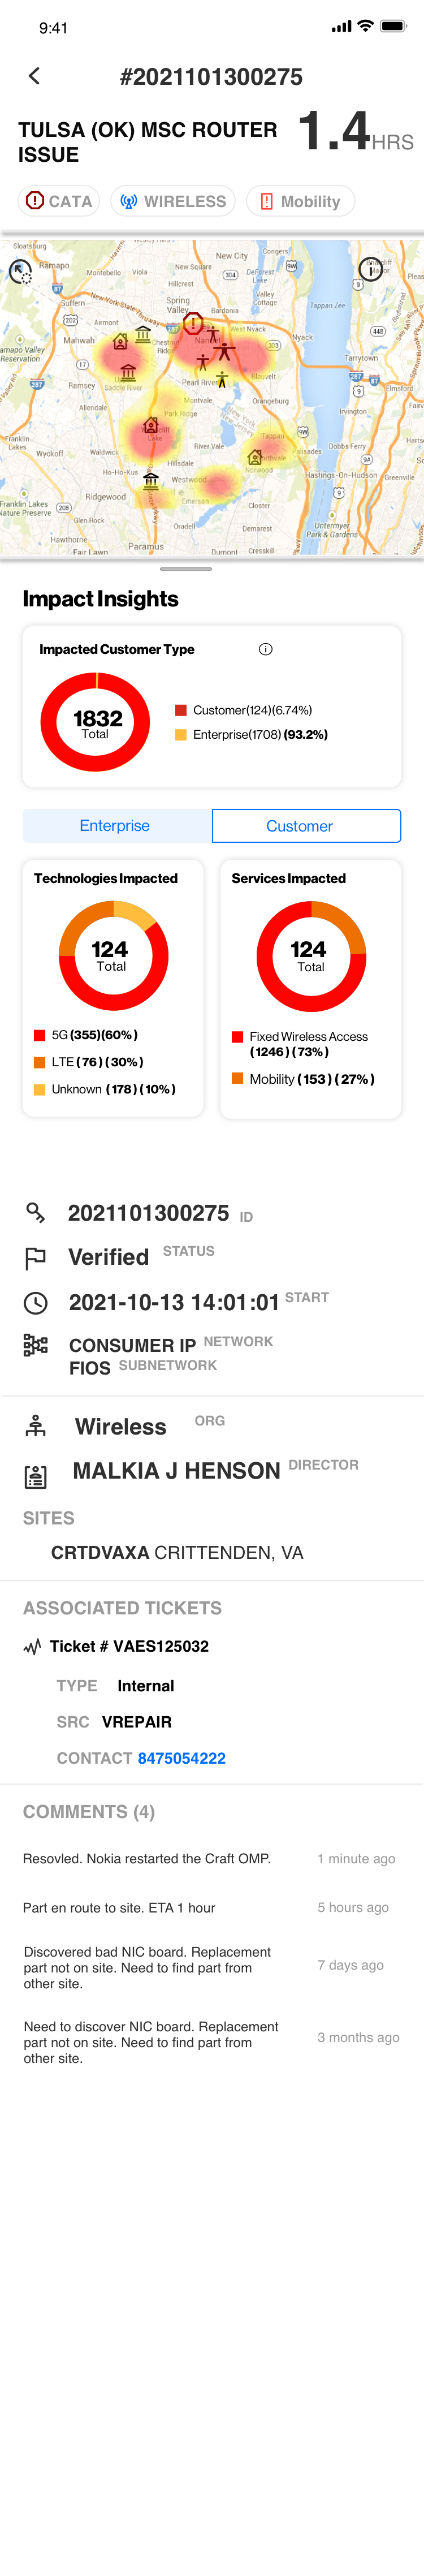 9:41
#2021101300275
TULSA (OK) MSC ROUTER
ISSUE
1.4HRS
CATA
WIRELESS
Mobility
Sloatsburg
Ramapo
Montebello
Viola
New Square
New City
DeForest
Lake
Congers
Hillcrest
Valley
Cottage
Suffern
Spring
Valley
Bardonia
Tappan Zee
Airmont
Chestnut
Ridge
West Nyack
Nyack
Mahwah
Tarrytown
Ramsey
Saddle River
Pearl River
Blauvelt
Elmsford
Allendale
Montvale
Orangeburg
Irvington
Park Ridge
Tappan
Franklin
Lakes
Wyckoff
Waldwick
River Vale
Palisades
Dobbs Ferry
Ho-Ho-Kus
Hillsdale
Norwood
Hastings-On-Hudson
Greenville
Ridgewood
Westwood
Emerson
Closter
Franklin Lakes
Nature Preserve
Glen Rock
Oradell
Demarest
Untermyer
Park & Gardens
Hawthorne
Fair Lawn
Paramus
Dumont
Cresskill
Impact Insights
Impacted Customer Type
1832
Total
Customer(124)(6.74%)
Enterprise(1708) (93.2%)
Enterprise
Customer
Technologies Impacted
124
Total
5G (355)(60% )
LTE ( 76 ) ( 30% )
Unknown ( 178 ) ( 10% )
Services Impacted
124
Total
Fixed Wireless Access
( 1246 ) ( 73% )
Mobility ( 153 ) ( 27% )
2021101300275 ID
Verified STATUS
2021-10-13 14:01:01 START
CONSUMER IP NETWORK
FIOS SUBNETWORK
Wireless ORG
MALKIA J HENSON DIRECTOR
SITES
CRTDVAXA CRITTENDEN, VA
ASSOCIATED TICKETS
Ticket # VAES125032
TYPE Internal
SRC VREPAIR
CONTACT 8475054222
COMMENTS (4)
Resovled. Nokia restarted the Craft OMP.
1 minute ago
Part en route to site. ETA 1 hour
5 hours ago
Discovered bad NIC board. Replacement
part not on site. Need to find part from
other site.
7 days ago
Need to discover NIC board. Replacement
part not on site. Need to find part from
other site.
3 months ago